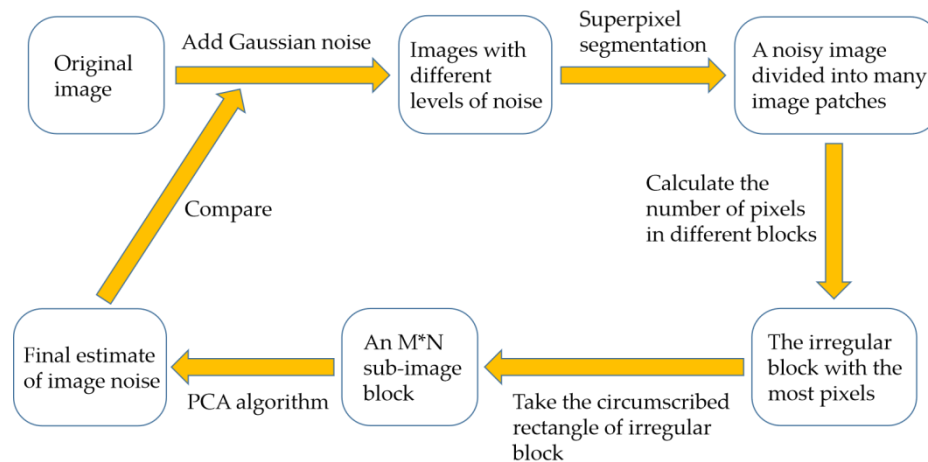 Original
image
Add Gaussian noise
Images with
different
levels of noise
Superpixel
segmentation
A noisy image
divided into many
image patches
Calculate the
number of pixels
in different blocks
The irregular
block with the
most pixels
Take the circumscribed
rectangle of irregular
block
An M*N
sub-image
block
PCA algorithm
Final estimate
of image noise
Compare